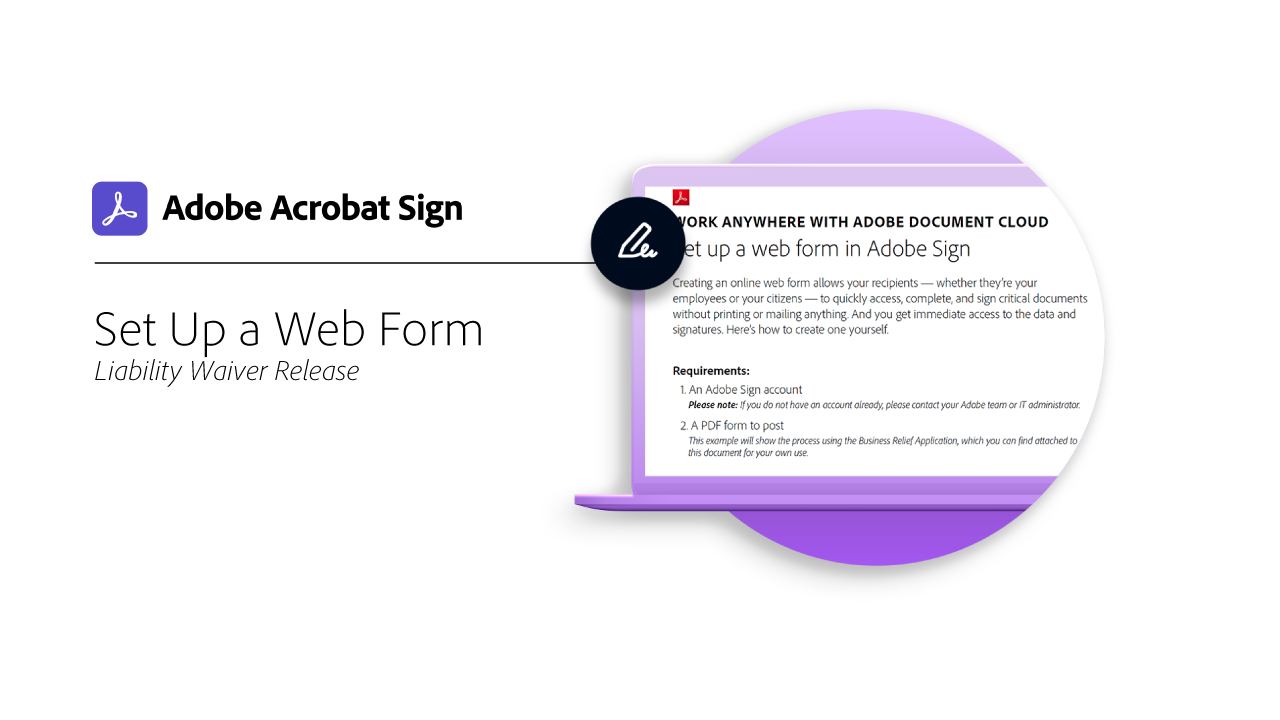 Adobe Acrobat Sign
Set Up a Web Form
Liability Waiver Release
WORK ANYWHERE WITH ADOBE DOCUMENT CLOUD
et up a web form in Adobe Sign
Creating an online web form allows your recipients — whether they're your
employees or your citizens — to quickly access, complete, and sign critical documents
without printing or mailing anything. And you get immediate access to the data and
signatures. Here's how to create one yourself.
Requirements:
1. An Adobe Sign account
Please note: If you do not have an account already, please contact your Adobe team or IT administrator.
2. A PDF form to post
This example will show the process using the Business Relief Application, which you can find attached to
this document for your own use.